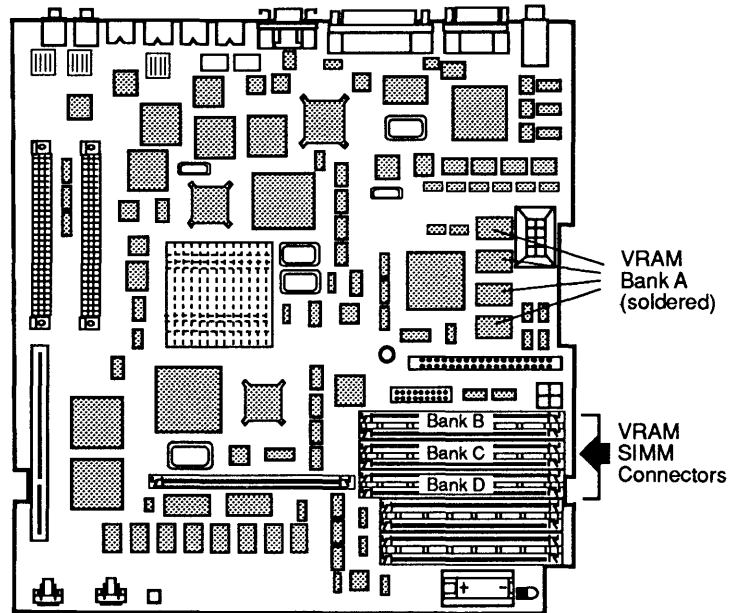 VRAM
Bank A
(soldered)
Bank B
Bank C
Bank D
VRAM
SIMM
Connectors
+ -